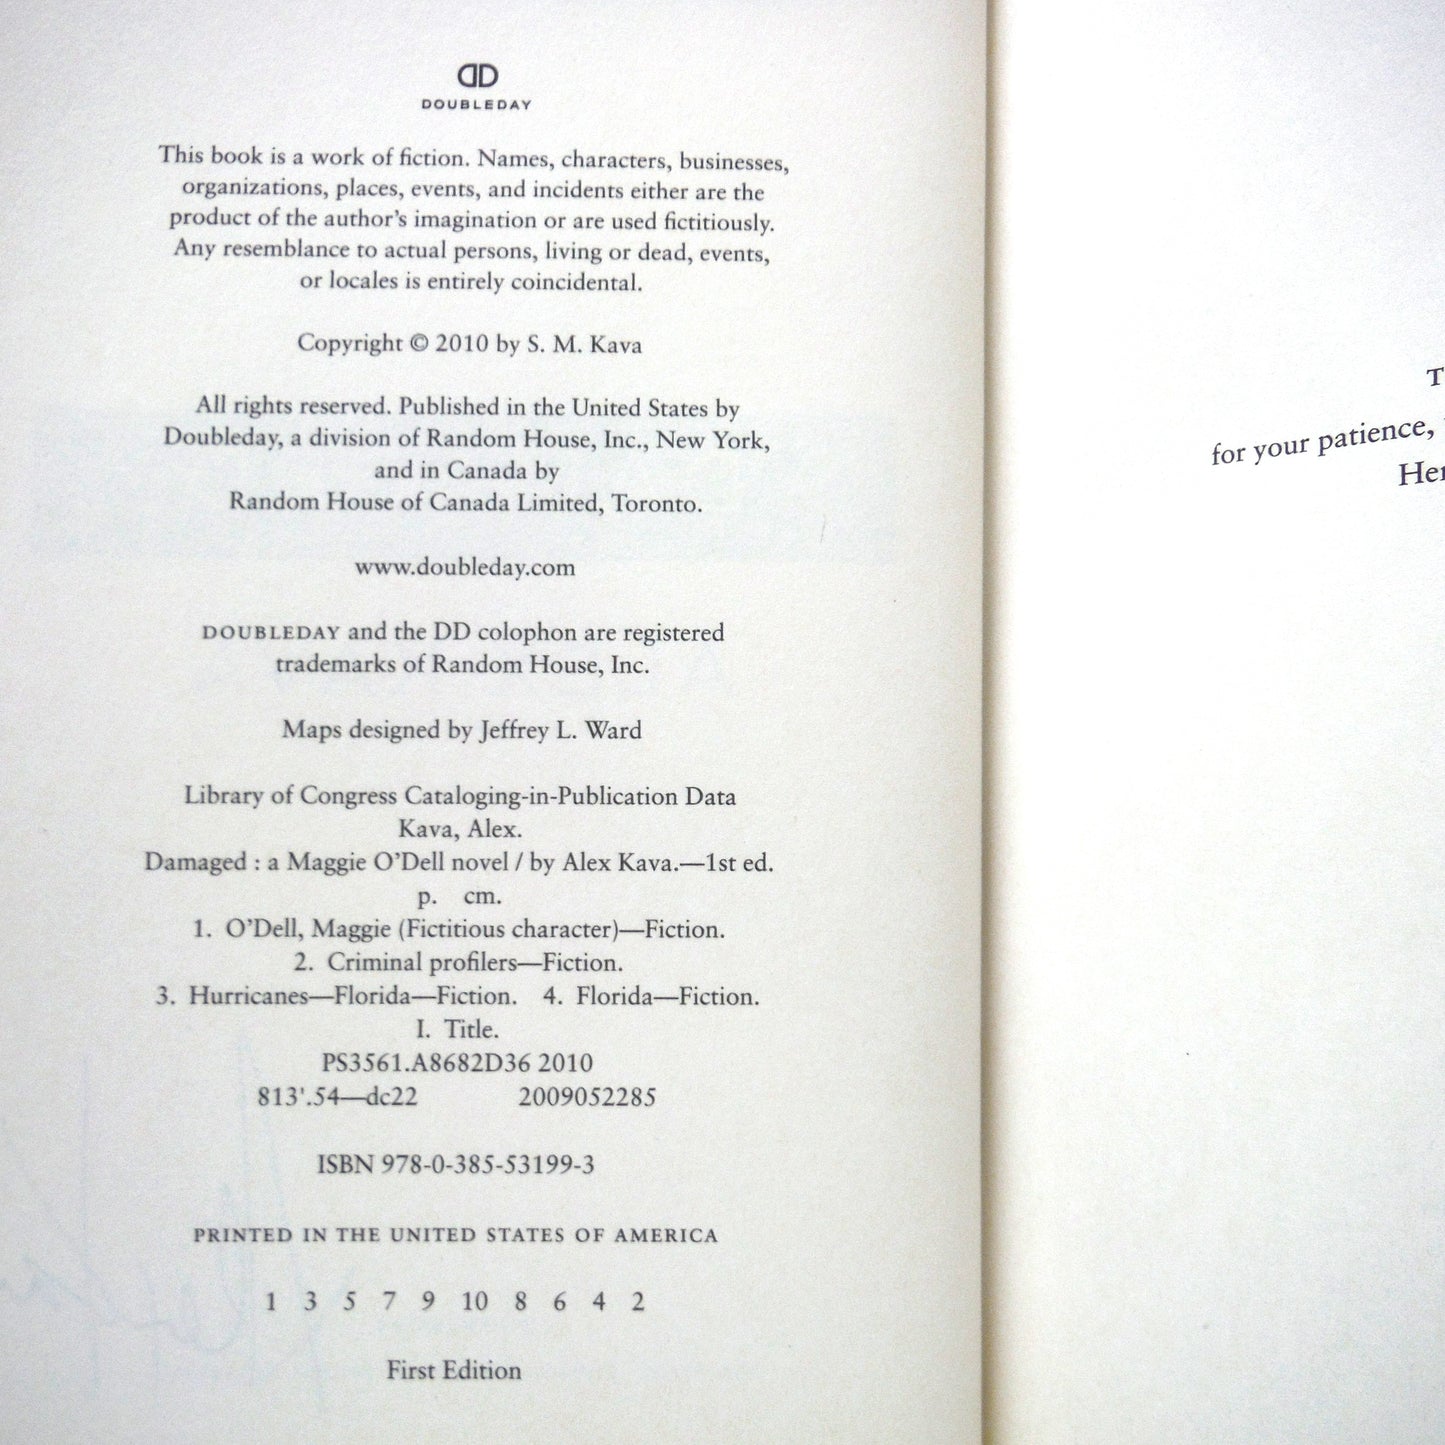 DD
DOUBLEDAY
This book is a work of fiction. Names, characters, businesses,
organizations, places, events, and incidents either are the
product of the author's imagination or are used fictitiously.
Any resemblance to actual persons, living or dead, events,
or locales is entirely coincidental.
Copyright © 2010 by S. M. Kava
All rights reserved. Published in the United States by
Doubleday, a division of Random House, Inc., New York,
and in Canada by
Random House of Canada Limited, Toronto.
www.doubleday.com
DOUBLEDAY and the DD colophon are registered
trademarks of Random House, Inc.
Maps designed by Jeffrey L. Ward
Library of Congress Cataloging-in-Publication Data
Kava, Alex.
Damaged : a Maggie O'Dell novel / by Alex Kava.—1st ed.
p. cm.
1. O'Dell, Maggie (Fictitious character)—Fiction.
2. Criminal profilers—Fiction.
3. Hurricanes—Florida—Fiction. 4. Florida—Fiction.
I. Title.
PS3561.A8682D36 2010
813'.54—dc22 2009052285
ISBN 978-0-385-53199-3
PRINTED IN THE UNITED STATES OF AMERICA
1 3 5 7 9 10 8 6 4 2
First Edition
for your patience,